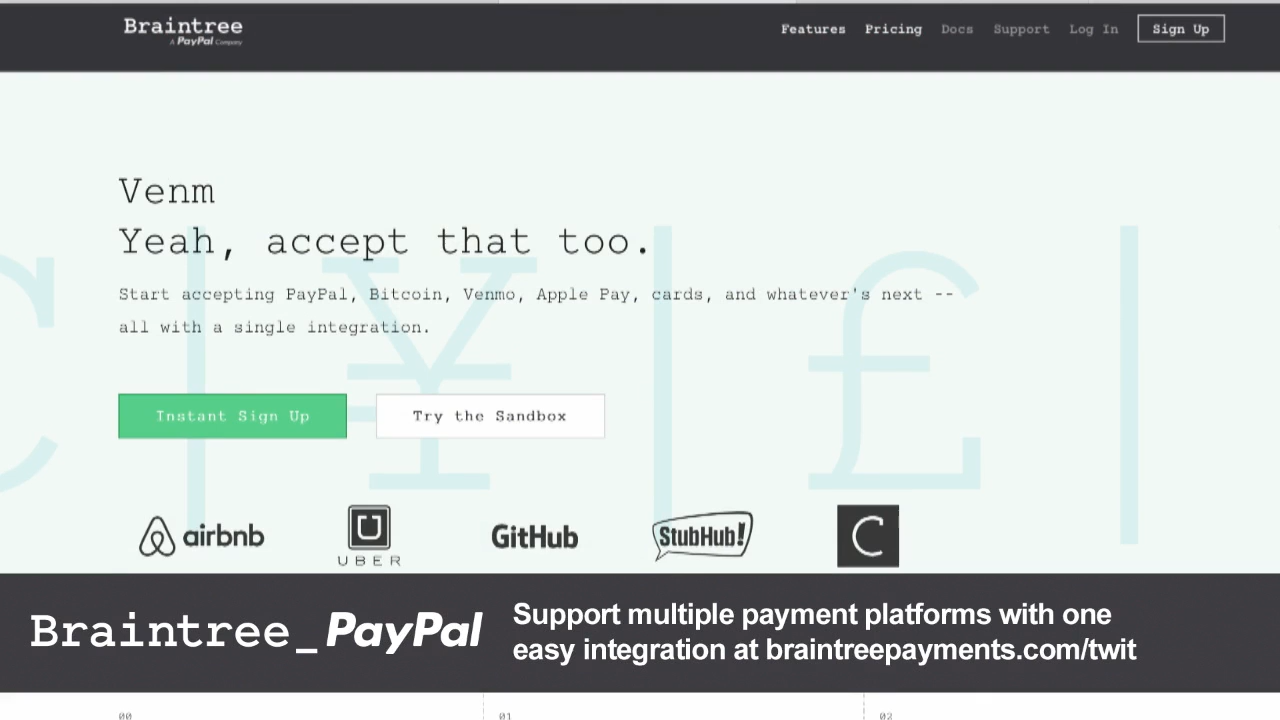 Braintree
A PayPal Company
Features Pricing Docs Support Log In Sign Up
Venm
Yeah, accept that too.
Start accepting PayPal, Bitcoin, Venmo, Apple Pay, cards, and whatever's next --
all with a single integration.
Instant Sign Up Try the Sandbox
airbnb UBER GitHub StubHub! C
Braintree_PayPal
Support multiple payment platforms with one
easy integration at braintreepayments.com/twit
00 01 02